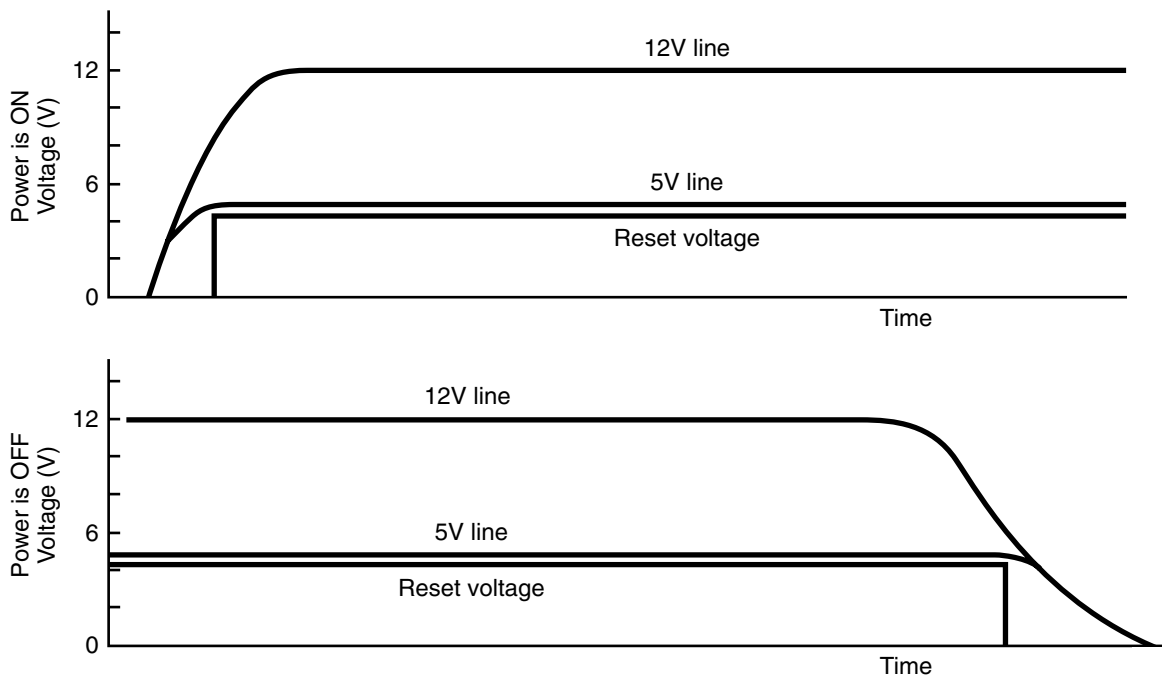 Power is ON
Voltage (V)
12
6
0
12V line
5V line
Reset voltage
Time
Power is OFF
Voltage (V)
12
6
0
12V line
5V line
Reset voltage
Time